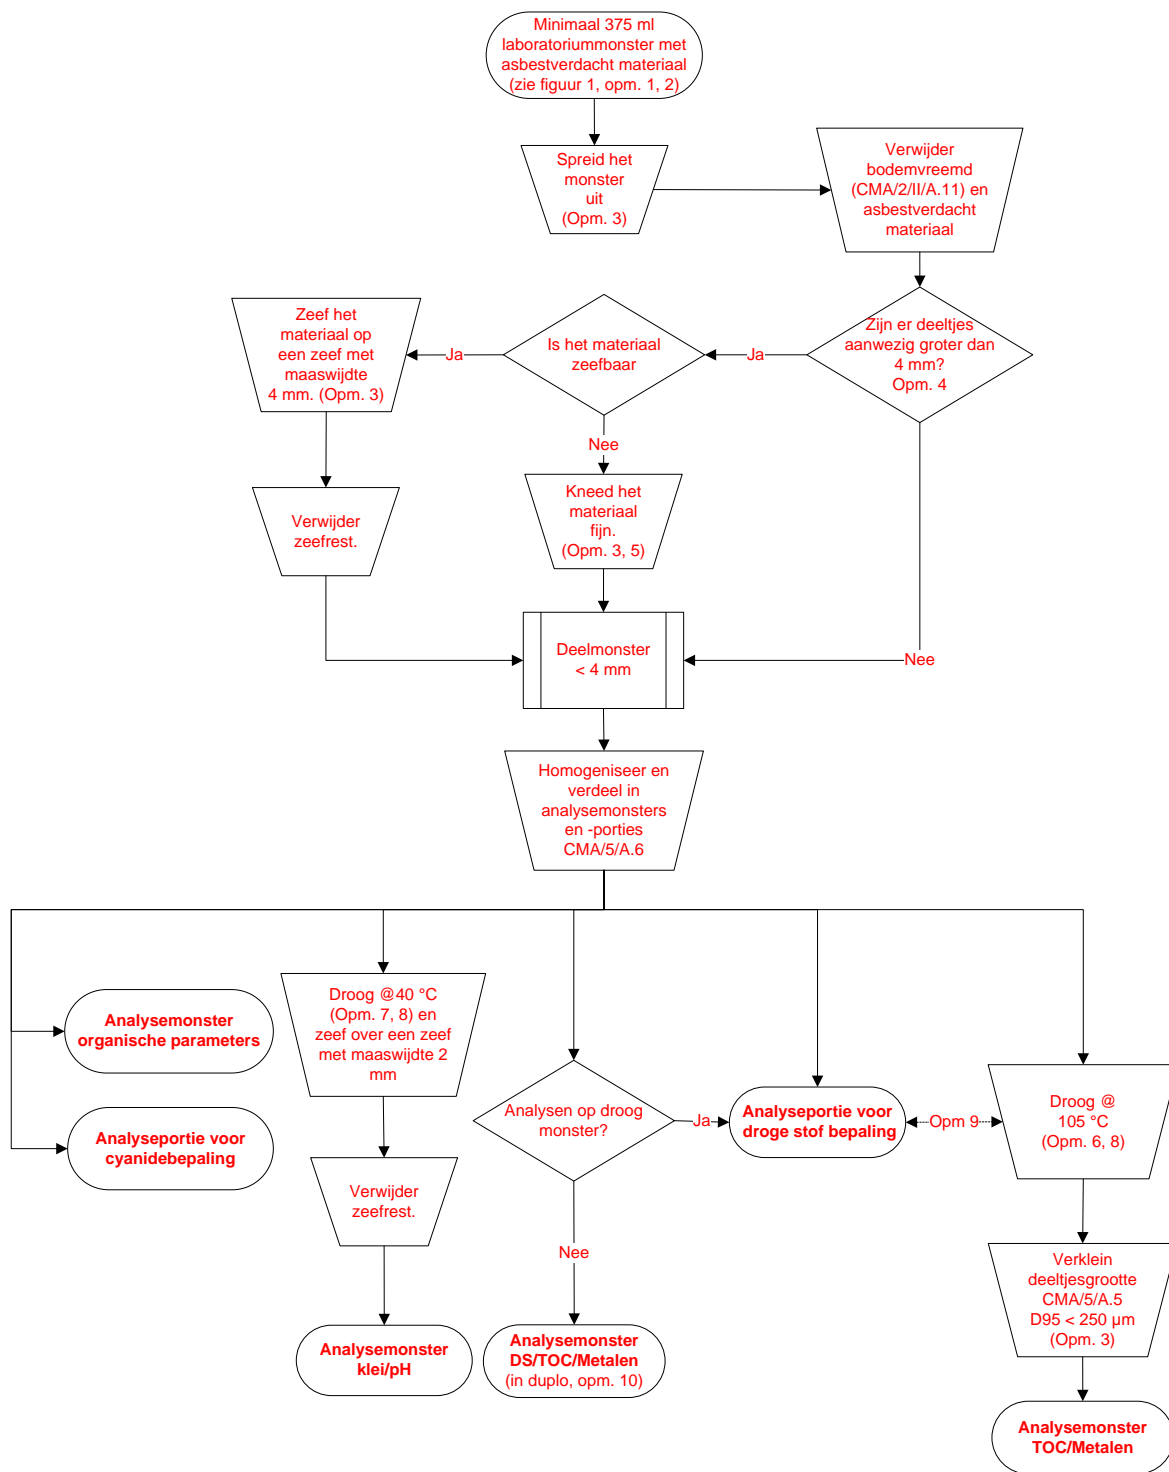 Minimaal 375 ml
laboratoriummonster met
asbestverdacht materiaal
(zie figuur 1, opm. 1, 2)
Spreid het
monster
uit
(Opm. 3)
Verwijder
bodemvreemd
(CMA/2/II/A.11) en
asbestverdacht
materiaal
Zijn er deeltjes
aanwezig groter dan
4 mm?
Opm. 4
Ja
Is het materiaal
zeefbaar
Ja
Zeef het
materiaal op
een zeef met
maaswijdte
4 mm. (Opm. 3)
Nee
Verwijder
zeefrest.
Kneed het
materiaal
fijn.
(Opm. 3, 5)
Nee
Deelmonster
< 4 mm
Homogeniseer en
verdeel in
analysemonsters
en -porties
CMA/5/A.6
Analysemonster
organische parameters
Analyseportie voor
cyanidebepaling
Droog @40 °C
(Opm. 7, 8) en
zeef over een zeef
met maaswijdte 2
mm
Verwijder
zeefrest.
Analysemonster
klei/pH
Analysen op droog
monster?
Ja
Nee
Analysemonster
DS/TOC/Metalen
(in duplo, opm. 10)
Analyseportie voor
droge stof bepaling
Opm 9
Droog @
105 °C
(Opm. 6, 8)
Verklein
deeltjesgrootte
CMA/5/A.5
D95 < 250 µm
(Opm. 3)
Analysemonster
TOC/Metalen